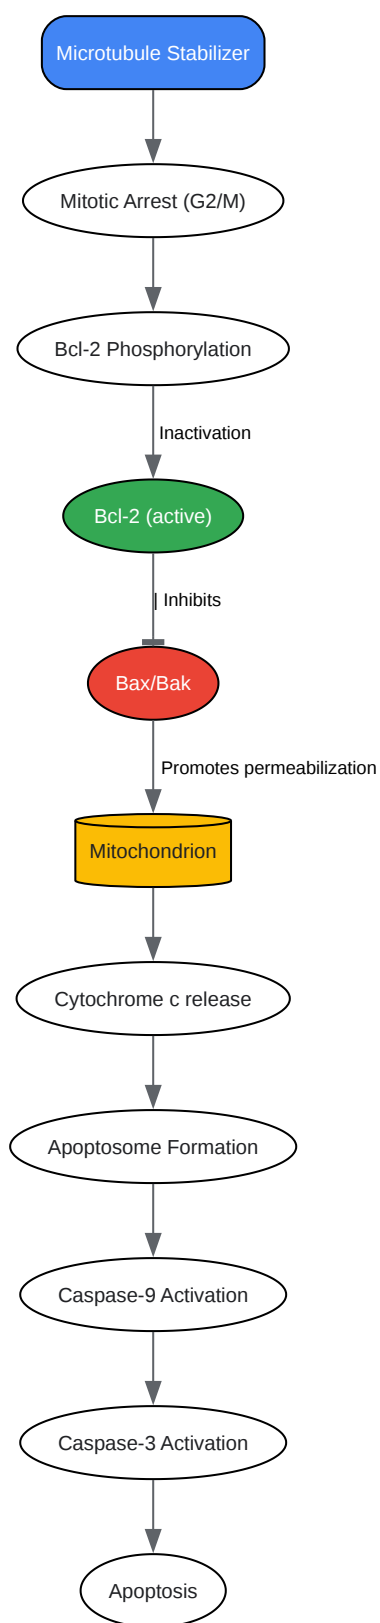 Microtubule Stabilizer
Mitotic Arrest (G2/M)
Bcl-2 Phosphorylation
Inactivation
Bcl-2 (active)
| Inhibits
Bax/Bak
Promotes permeabilization
Mitochondrion
Cytochrome c release
Apoptosome Formation
Caspase-9 Activation
Caspase-3 Activation
Apoptosis